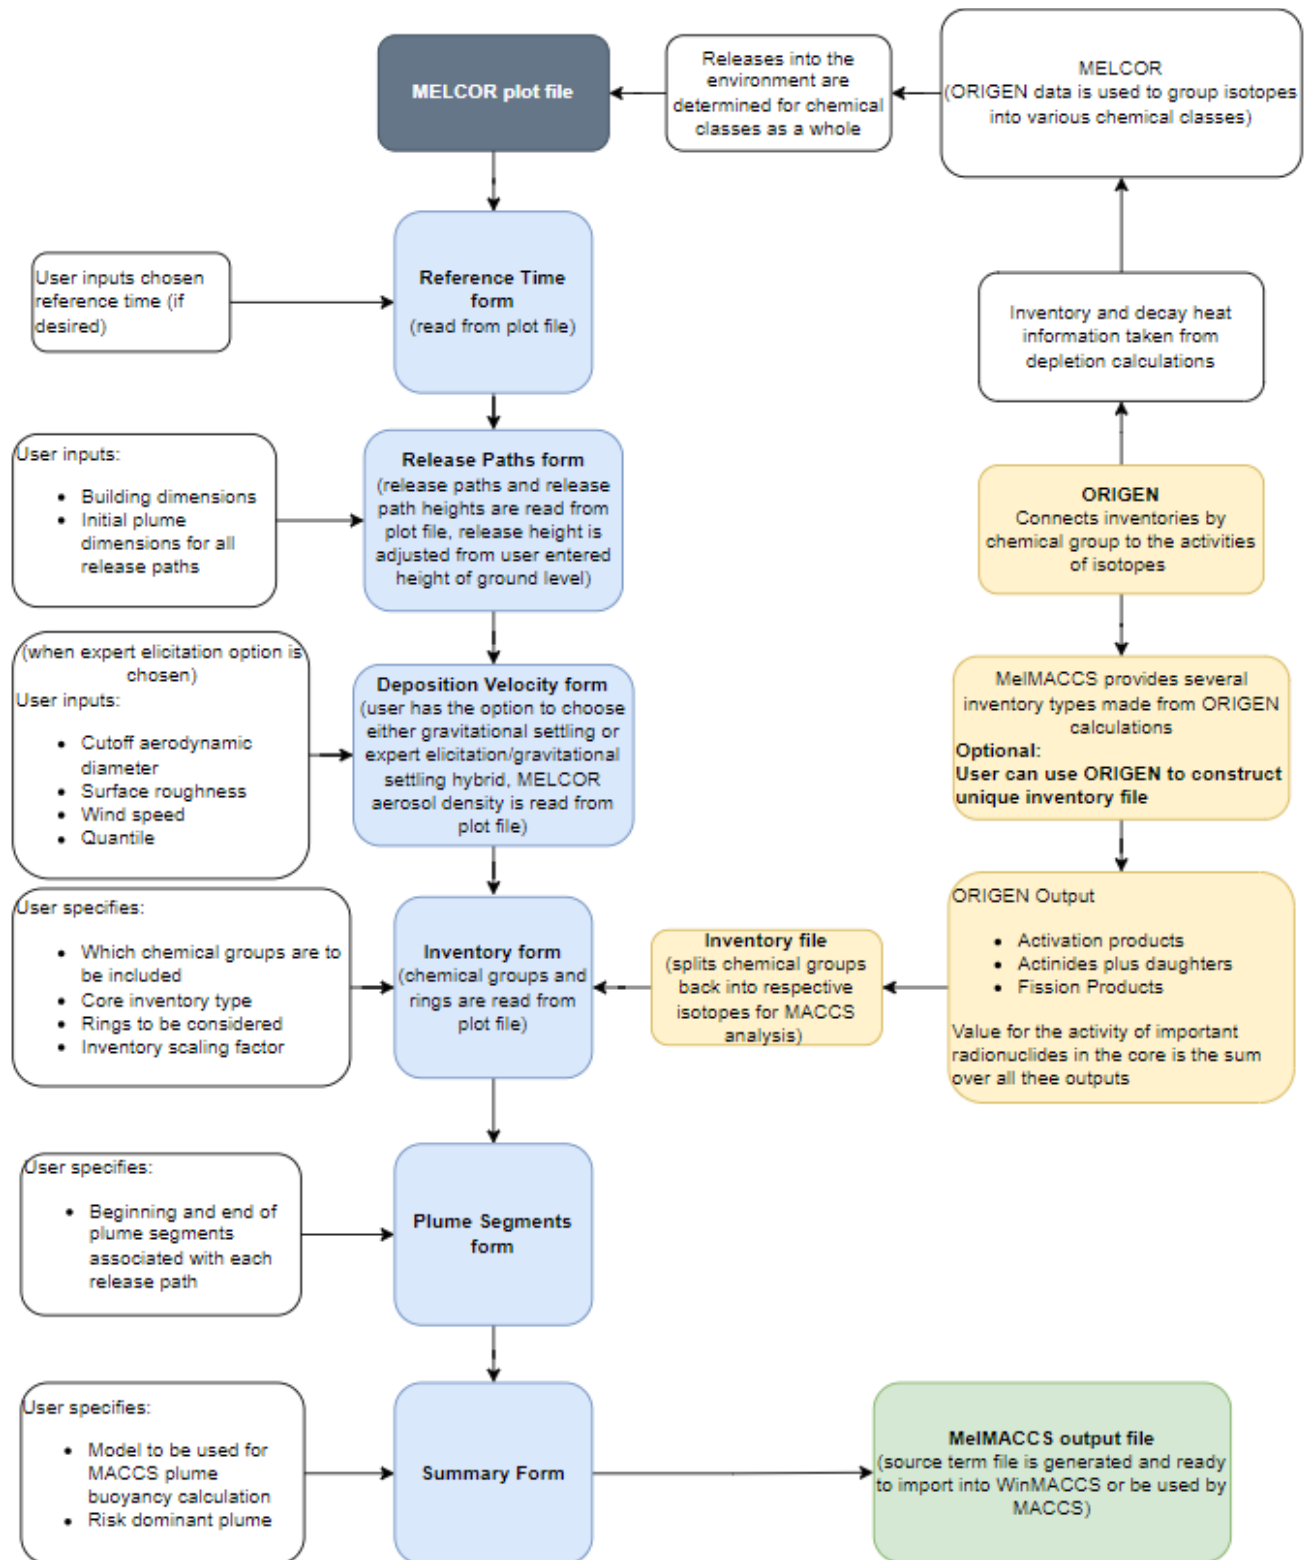 MELCOR plot file
Releases into the
environment are
determined for chemical
classes as a whole
MELCOR
(ORIGEN data is used to group isotopes
into various chemical classes)
User inputs chosen
reference time (if
desired)
Reference Time
form
(read from plot file)
Inventory and decay heat
information taken from
depletion calculations
User inputs:
• Building dimensions
• Initial plume
dimensions for all
release paths
Release Paths form
(release paths and release
path heights are read from
plot file, release height is
adjusted from user entered
height of ground level)
ORIGEN
Connects inventories by
chemical group to the activities
of isotopes
(when expert elicitation option is
chosen)
User inputs:
• Cutoff aerodynamic
diameter
• Surface roughness
• Wind speed
• Quantile
Deposition Velocity form
(user has the option to choose
either gravitational settling or
expert elicitation/gravitational
settling hybrid, MELCOR
aerosol density is read from
plot file)
MelMACCS provides several
inventory types made from ORIGEN
calculations
Optional:
User can use ORIGEN to construct
unique inventory file
User specifies:
• Which chemical groups are to
be included
• Core inventory type
• Rings to be considered
• Inventory scaling factor
Inventory form
(chemical groups and
rings are read from
plot file)
Inventory file
(splits chemical groups
back into respective
isotopes for MACCS
analysis)
ORIGEN Output
• Activation products
• Actinides plus daughters
• Fission Products
Value for the activity of important
radionuclides in the core is the sum
over all thee outputs
User specifies:
• Beginning and end of
plume segments
associated with each
release path
Plume Segments
form
User specifies:
• Model to be used for
MACCS plume
buoyancy calculation
• Risk dominant plume
Summary Form
MelMACCS output file
(source term file is generated and ready
to import into WinMACCS or be used by
MACCS)